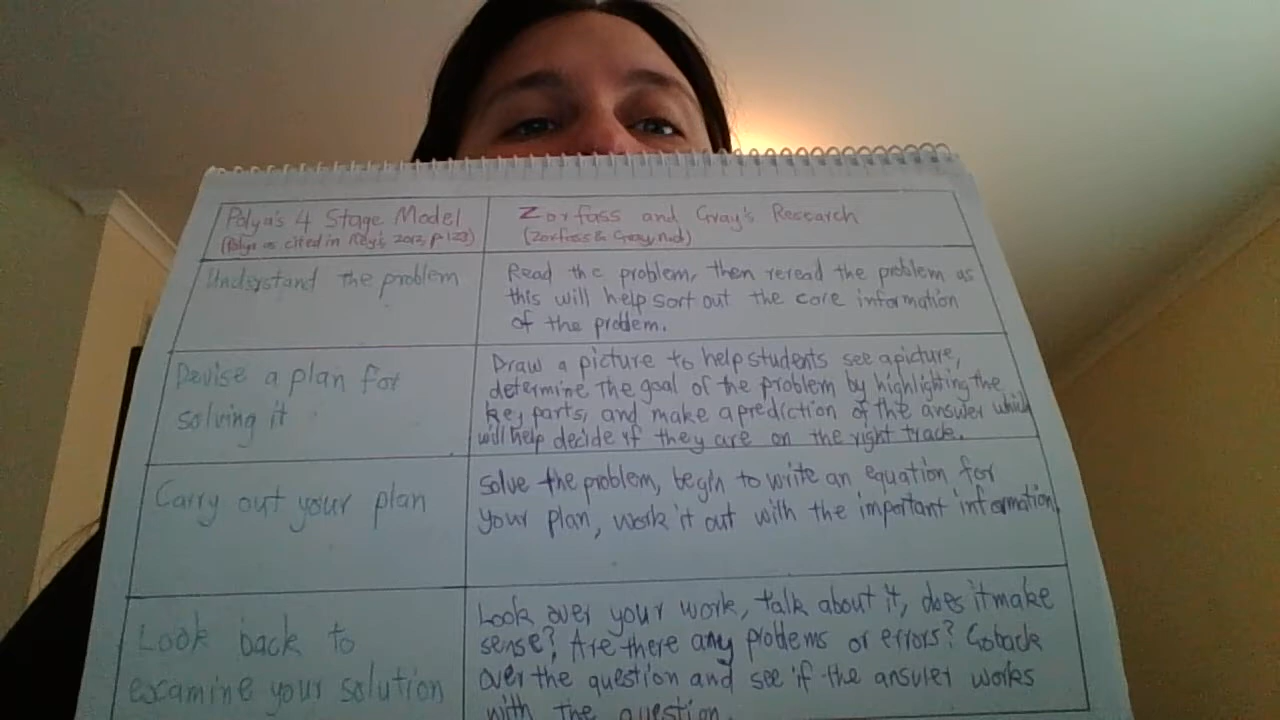 Polya's 4 Stage Model
(Polya as cited in Reys, 2012, p 123)
Zorfass and Gray's Research
(Zorfass & Gray, nd)
Understand the problem
Read the problem, then reread the problem as
this will help sort out the core information
of the problem.
Devise a plan for
solving it
Draw a picture to help students see a picture,
determine the goal of the problem by highlighting the
key parts, and make a prediction of the answer which
will help decide if they are on the right track.
Carry out your plan
Solve the problem, begin to write an equation for
your plan, work it out with the important information
Look back to
examine your solution
Look over your work, talk about it, does it make
sense? Are there any problems or errors? Go back
over the question and see if the answer works
with the question.